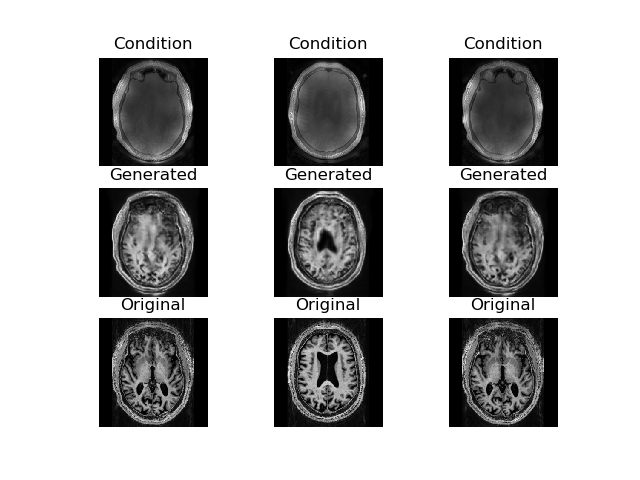 Condition Condition Condition
Generated Generated Generated
Original Original Original